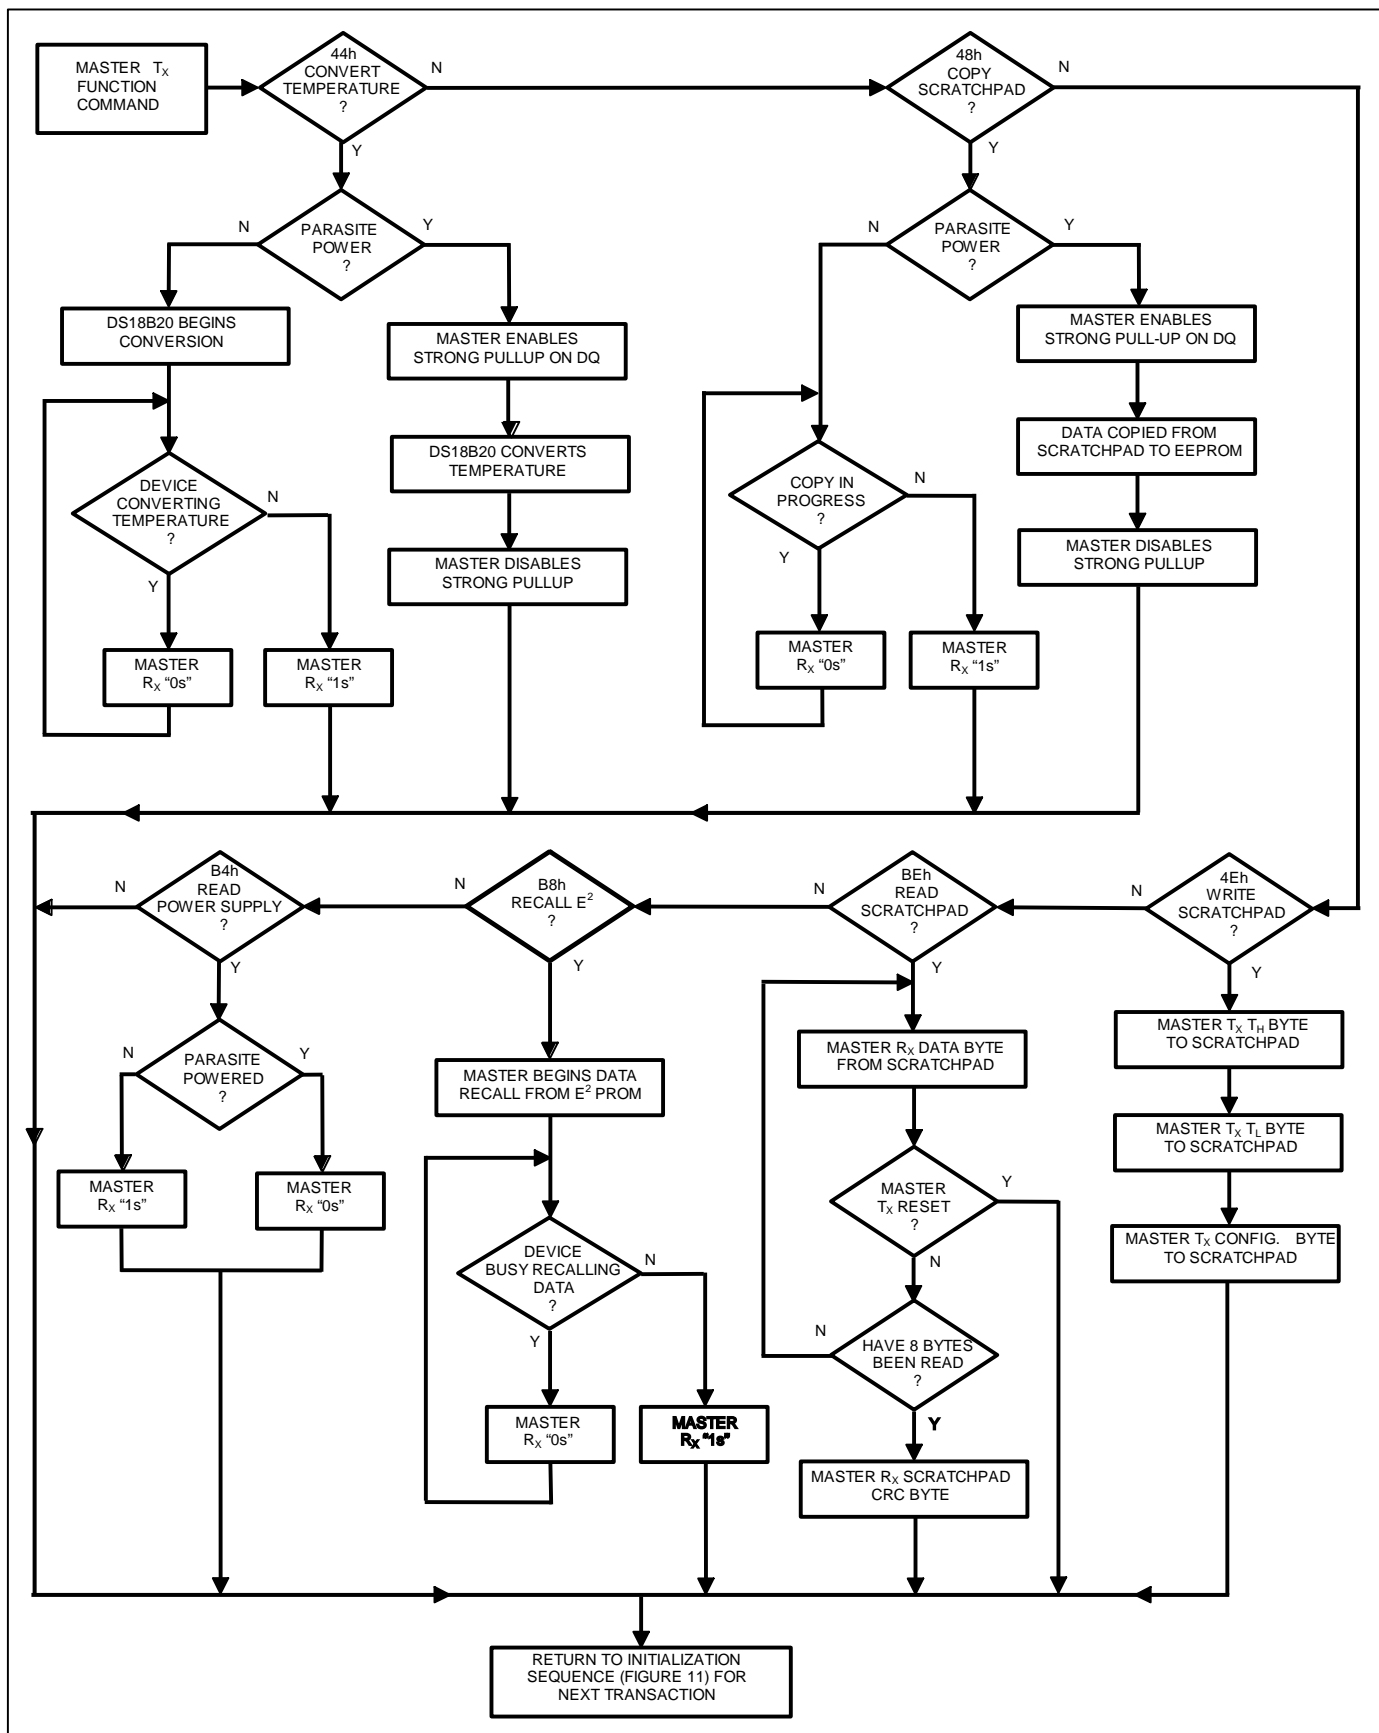 MASTER TX
FUNCTION
COMMAND
44h
CONVERT
TEMPERATURE
?
N
Y
48h
COPY
SCRATCHPAD
?
N
Y
PARASITE
POWER
?
N
Y
PARASITE
POWER
?
N
Y
DS18B20 BEGINS
CONVERSION
MASTER ENABLES
STRONG PULLUP ON DQ
MASTER ENABLES
STRONG PULL-UP ON DQ
DS18B20 CONVERTS
TEMPERATURE
DATA COPIED FROM
SCRATCHPAD TO EEPROM
DEVICE
CONVERTING
TEMPERATURE
?
N
Y
COPY IN
PROGRESS
?
N
Y
MASTER DISABLES
STRONG PULLUP
MASTER DISABLES
STRONG PULLUP
MASTER
RX “0s”
MASTER
RX “1s”
MASTER
RX “0s”
MASTER
RX “1s”
B4h
READ
POWER SUPPLY
?
N
Y
B8h
RECALL E²
?
N
Y
BEh
READ
SCRATCHPAD
?
N
Y
4Eh
WRITE
SCRATCHPAD
?
N
Y
PARASITE
POWERED
?
N
Y
MASTER
RX “1s”
MASTER
RX “0s”
MASTER BEGINS DATA
RECALL FROM E² PROM
DEVICE
BUSY RECALLING
DATA
?
N
Y
MASTER
RX “0s”
MASTER
RX “1s”
MASTER RX DATA BYTE
FROM SCRATCHPAD
MASTER
TX RESET
?
Y
N
HAVE 8 BYTES
BEEN READ
?
N
Y
MASTER RX SCRATCHPAD
CRC BYTE
MASTER TX TH BYTE
TO SCRATCHPAD
MASTER TX TL BYTE
TO SCRATCHPAD
MASTER TX CONFIG. BYTE
TO SCRATCHPAD
RETURN TO INITIALIZATION
SEQUENCE (FIGURE 11) FOR
NEXT TRANSACTION